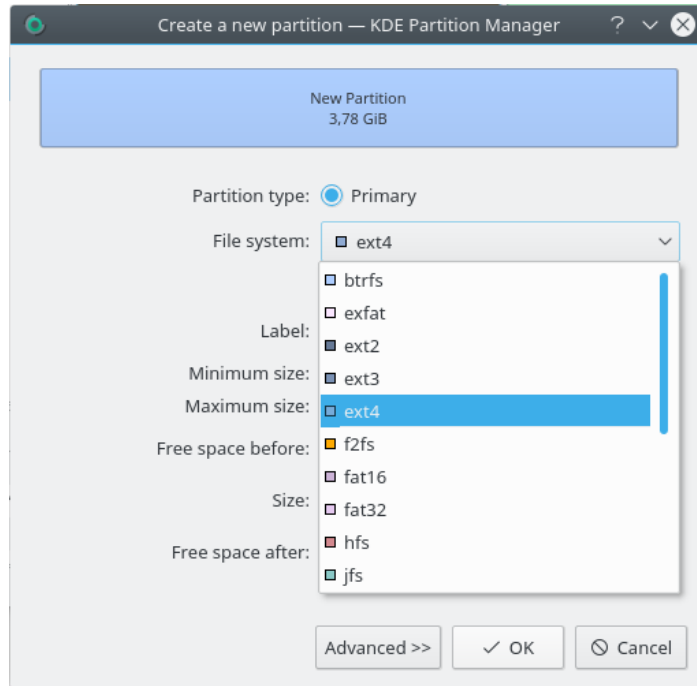 Create a new partition — KDE Partition Manager
New Partition
3,78 GiB
Partition type: Primary
File system: ext4
btrfs
exfat
Label:
ext2
Minimum size:
ext3
Maximum size:
ext4
Free space before:
f2fs
fat16
Size:
fat32
Free space after:
hfs
jfs
Advanced >> OK Cancel